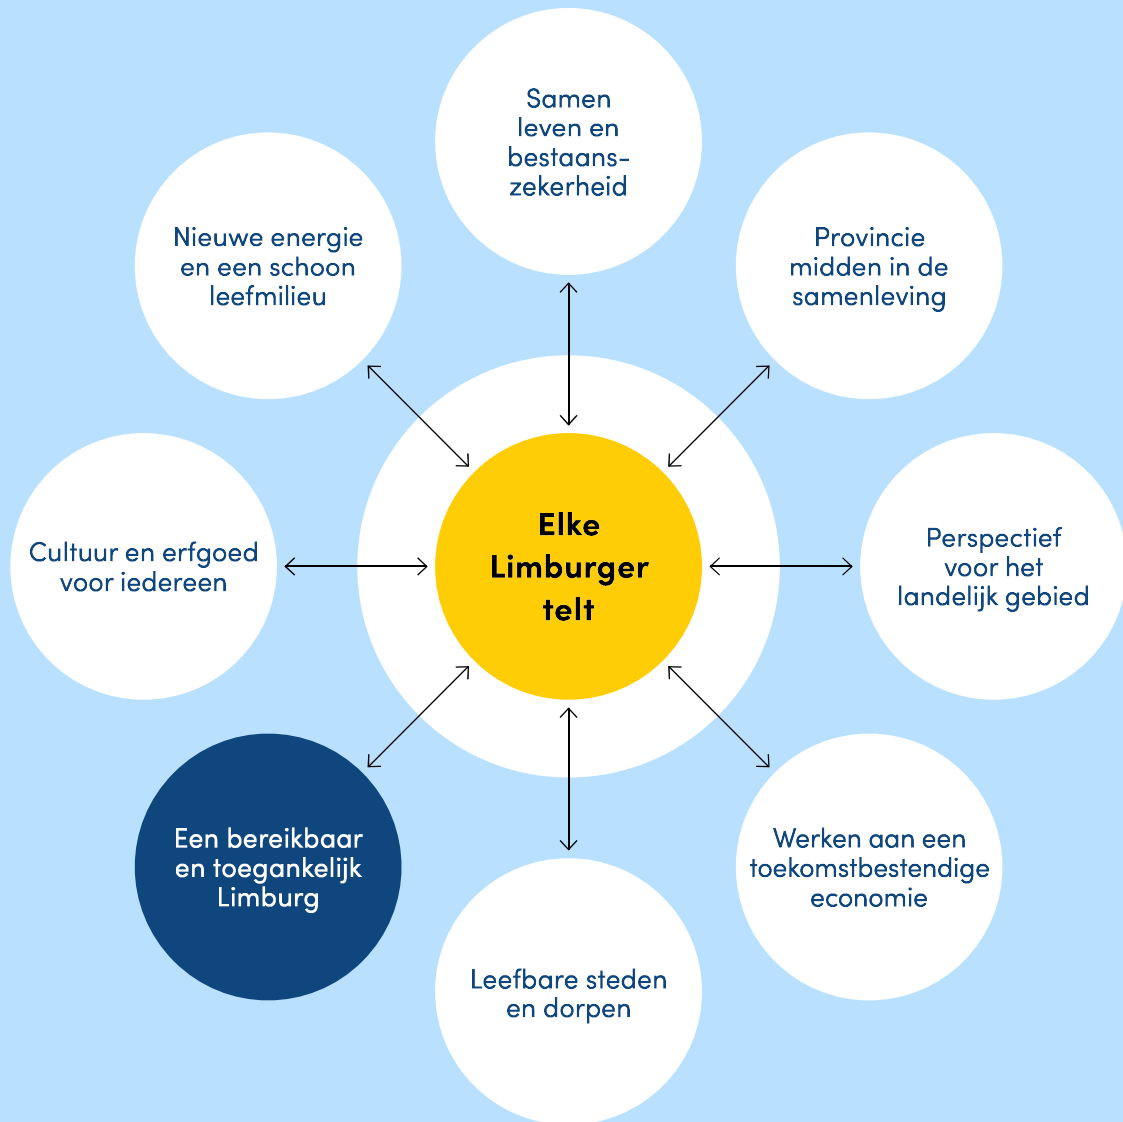 Samen
leven en
bestaans-
zekerheid
Nieuwe energie
en een schoon
leefmilieu
Provincie
midden in de
samenleving
Cultuur en erfgoed
voor iedereen
Elke
Limburger
telt
Perspectief
voor het
landelijk gebied
Een bereikbaar
en toegankelijk
Limburg
Werken aan een
toekomstbestendige
economie
Leefbare steden
en dorpen